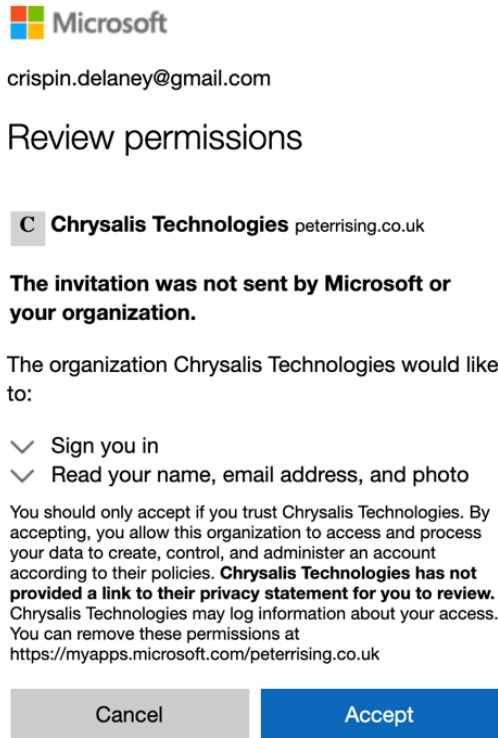 Microsoft
crispin.delaney@gmail.com
Review permissions
C Chrysalis Technologies peterrising.co.uk
The invitation was not sent by Microsoft or
your organization.
The organization Chrysalis Technologies would like
to:
Sign you in
Read your name, email address, and photo
You should only accept if you trust Chrysalis Technologies. By
accepting, you allow this organization to access and process
your data to create, control, and administer an account
according to their policies. Chrysalis Technologies has not
provided a link to their privacy statement for you to review.
Chrysalis Technologies may log information about your access.
You can remove these permissions at
https://myapps.microsoft.com/peterrising.co.uk
Cancel Accept